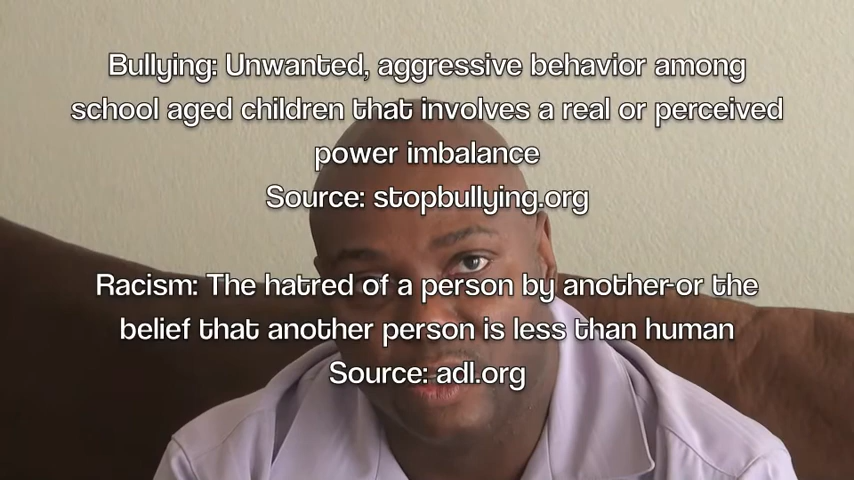 Bullying: Unwanted, aggressive behavior among
school aged children that involves a real or perceived
power imbalance
Source: stopbullying.org
Racism: The hatred of a person by another-or the
belief that another person is less than human
Source: adl.org